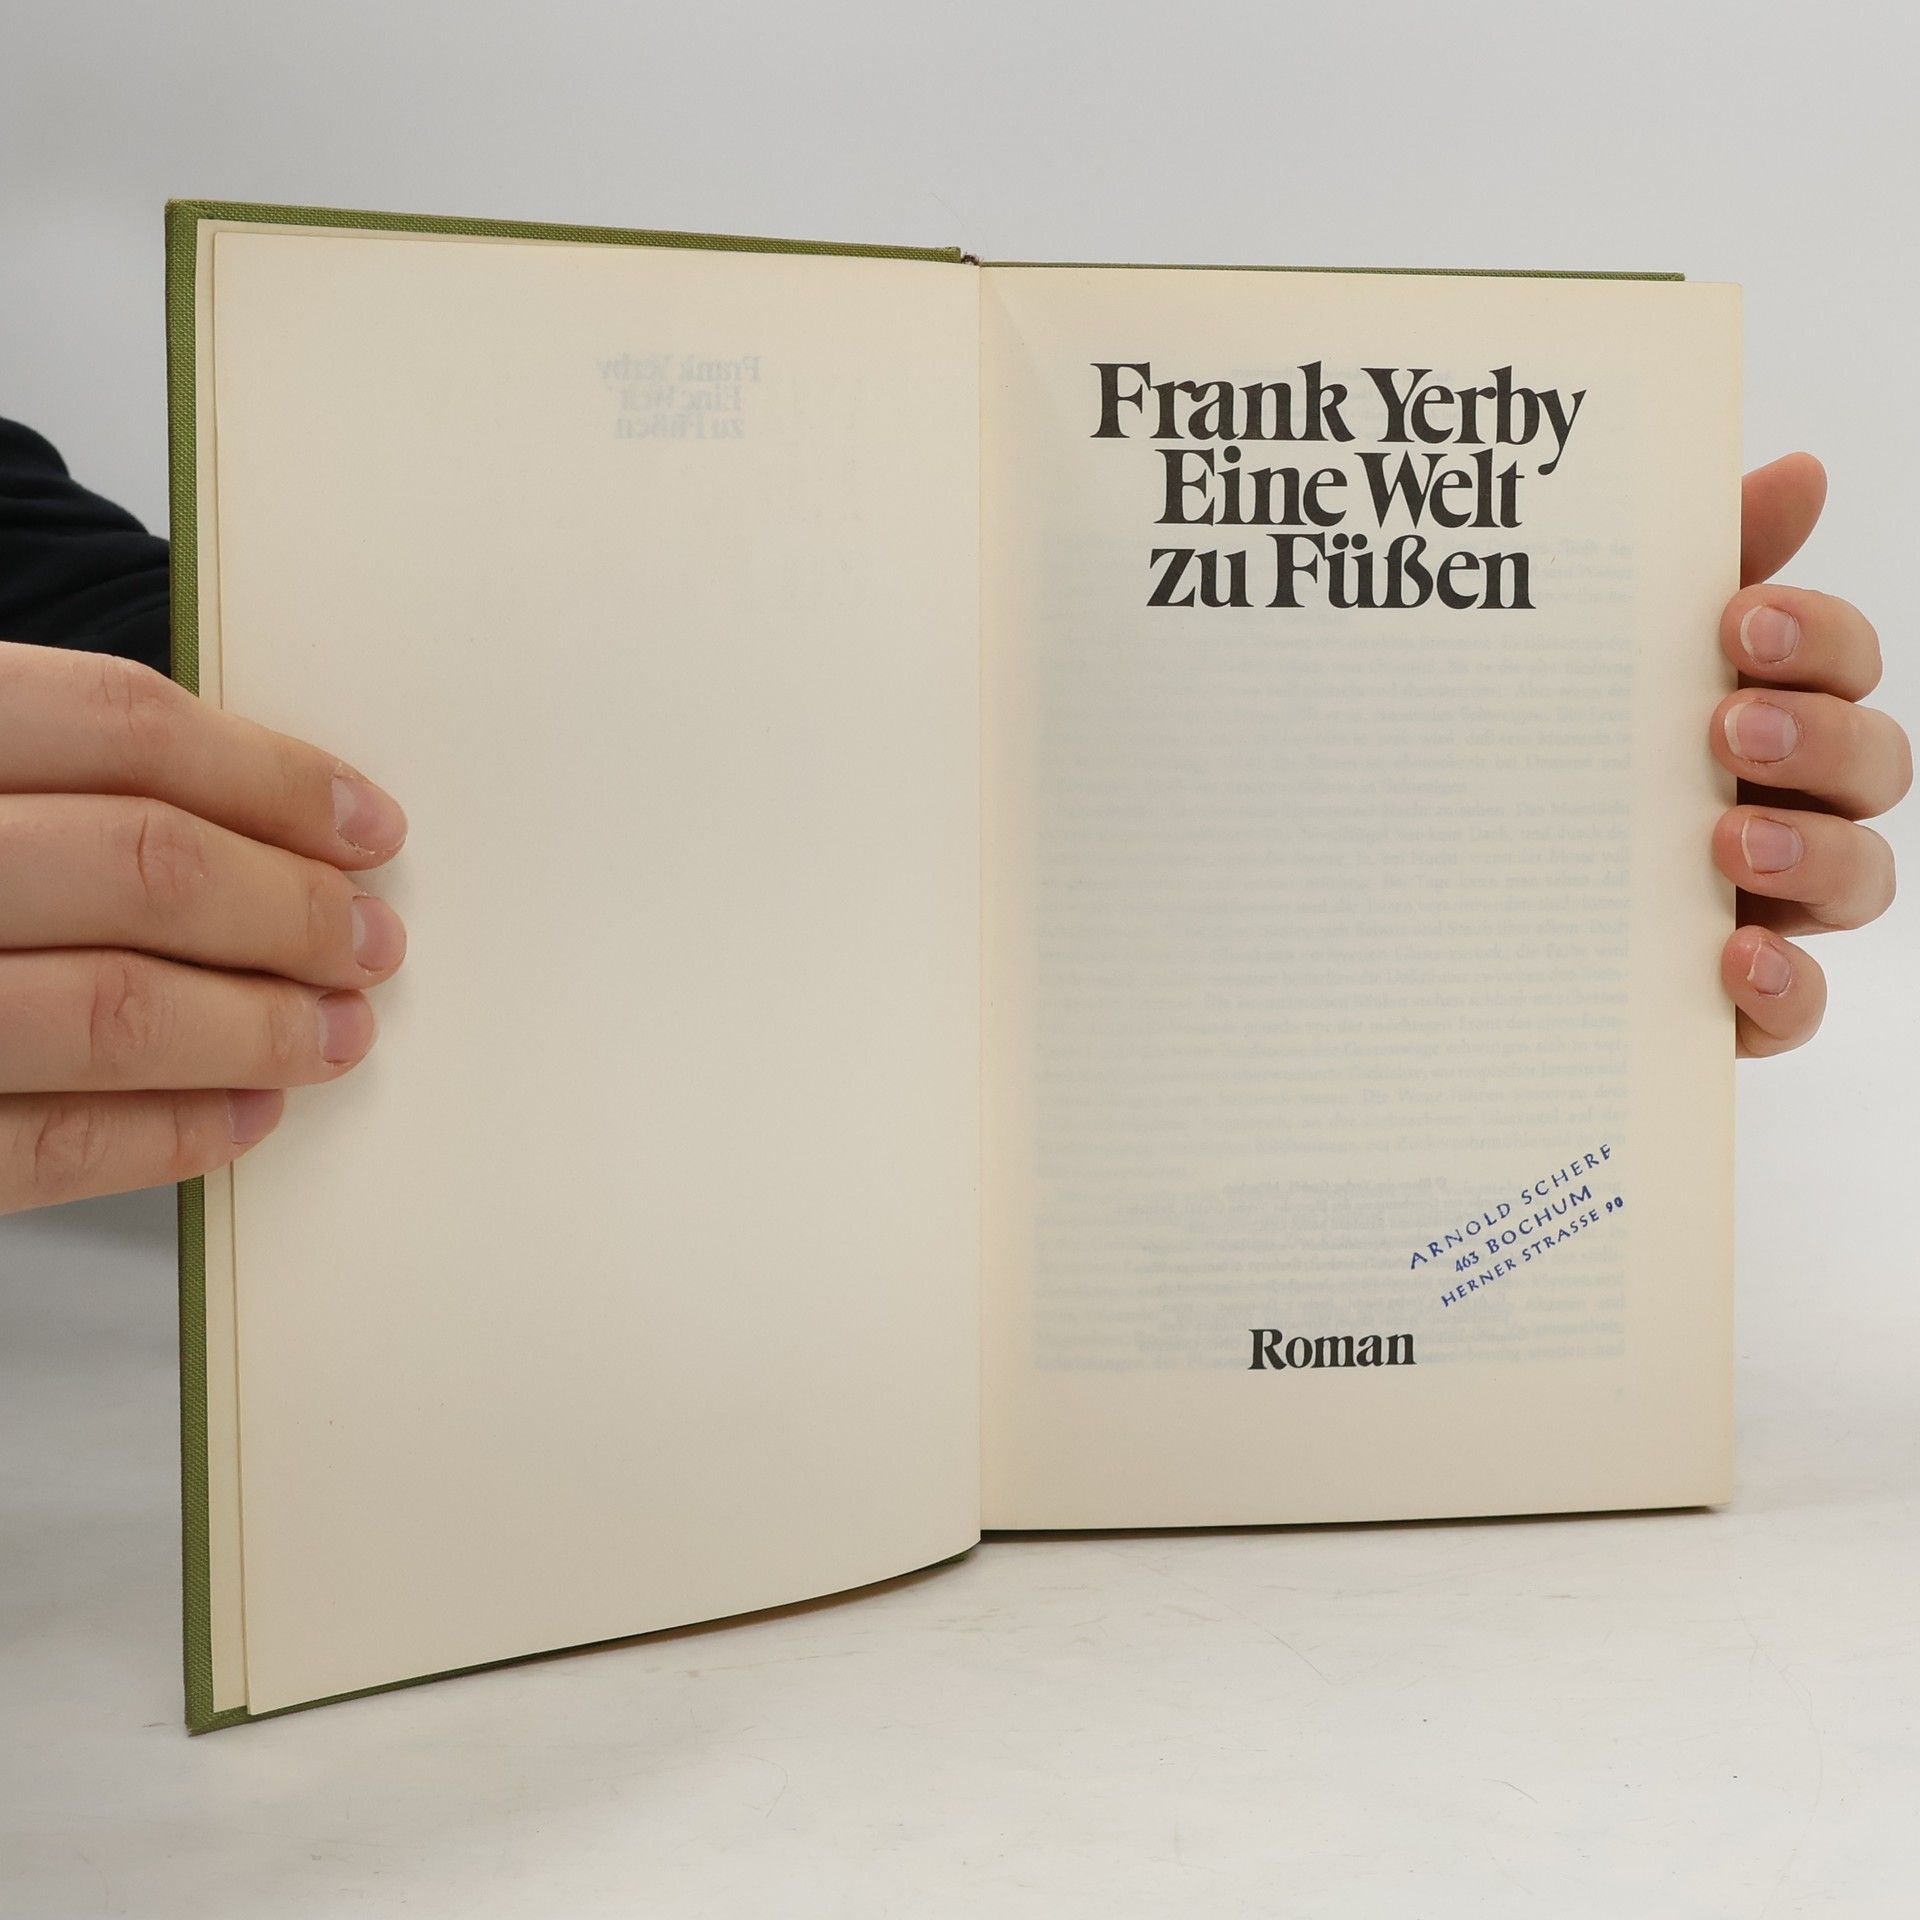 Frank Yerby
Eine Welt
zu Füßen
ARNOLD SCHERE
463 BOCHUM
HERNER STRASSE 90
Roman